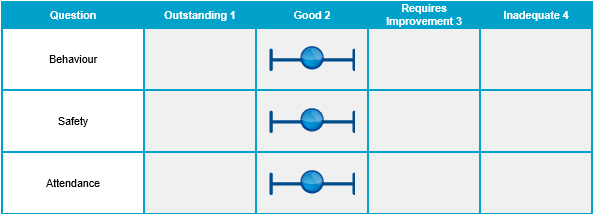 Question Outstanding 1 Good 2 Requires
Improvement 3 Inadequate 4
Behaviour
Safety
Attendance